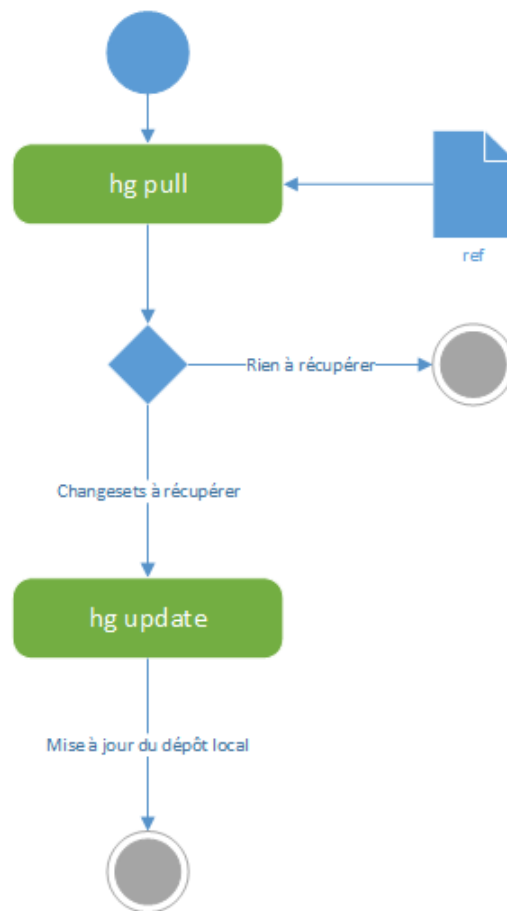 hg pull
ref
Rien à récupérer
Changesets à récupérer
hg update
Mise à jour du dépôt local